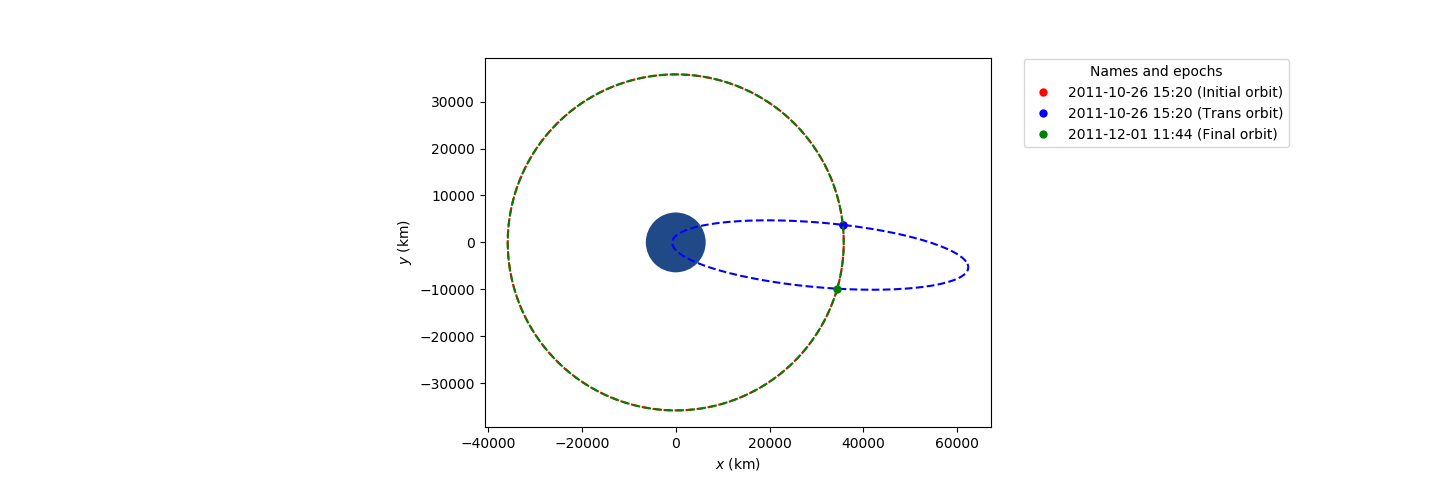 Names and epochs
2011-10-26 15:20 (Initial orbit)
2011-10-26 15:20 (Trans orbit)
2011-12-01 11:44 (Final orbit)
30000
20000
10000
0
−10000
−20000
−30000
y (km)
−40000 −20000 0 20000 40000 60000
x (km)